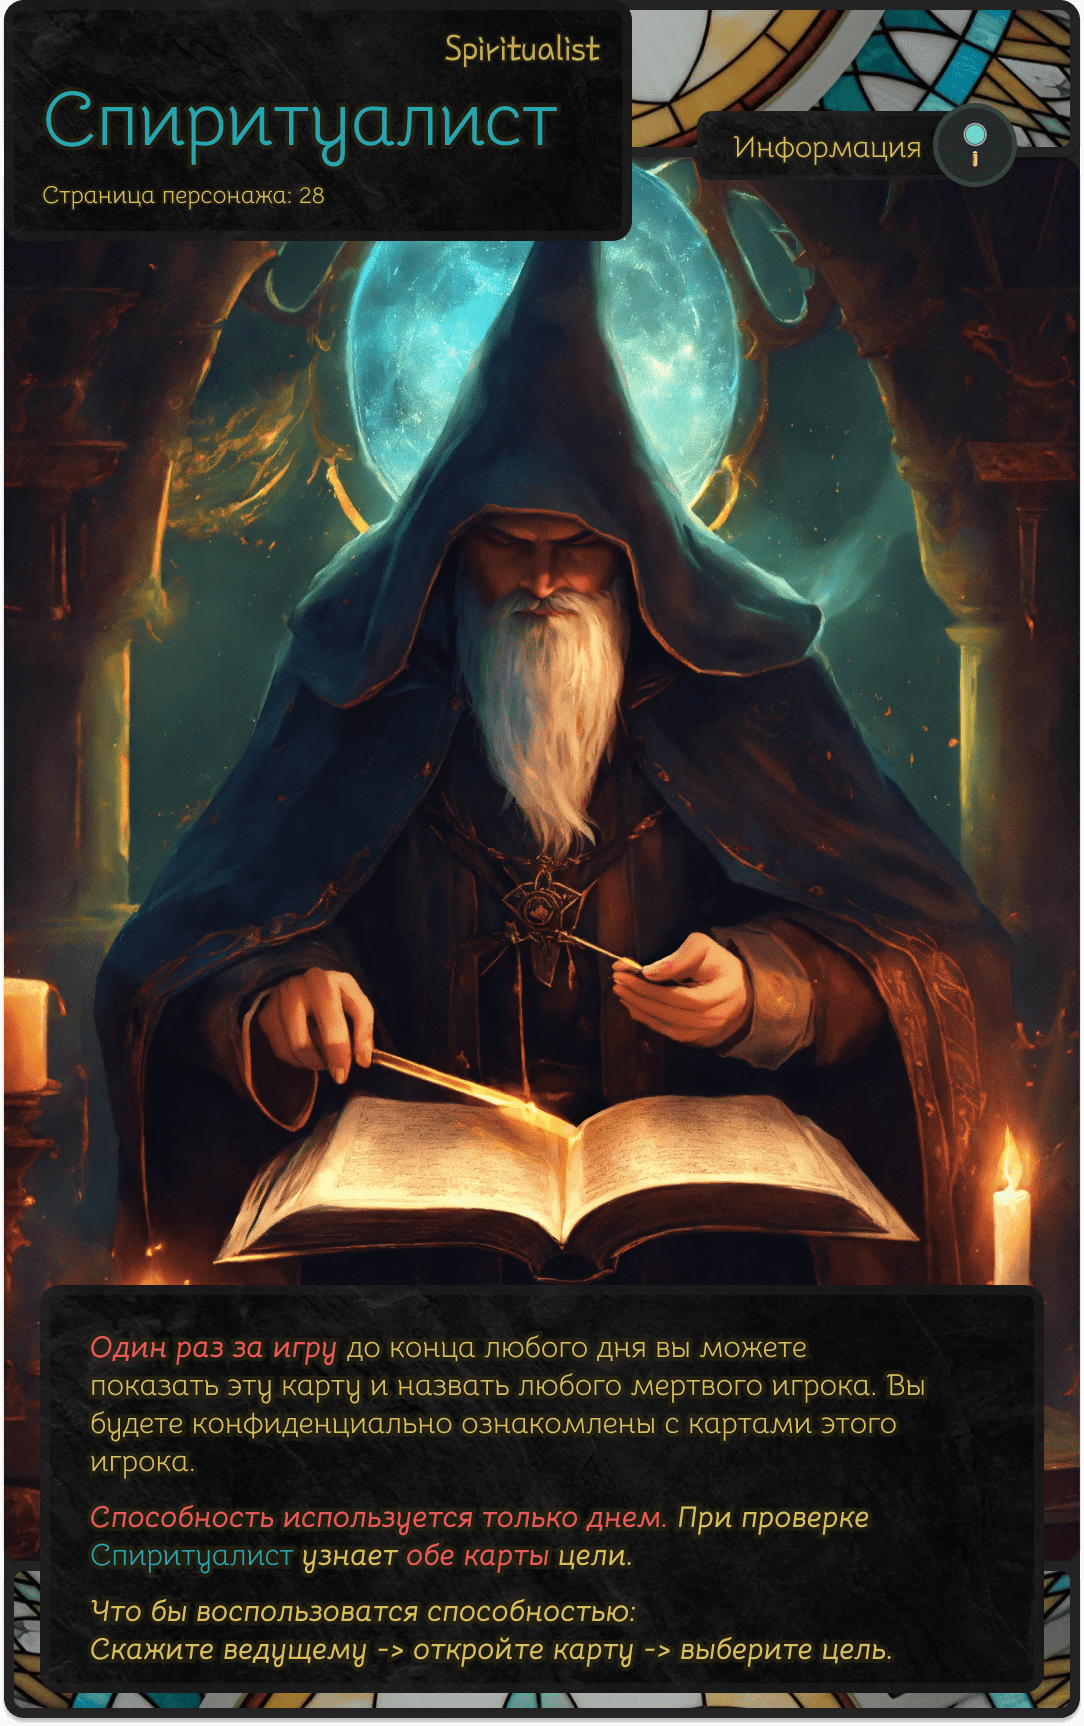 Spiritualist
Спиритуалист
Страница персонажа: 28
Информация
Один раз за игру до конца любого дня вы можете
показать эту карту и назвать любого мертвого игрока. Вы
будете конфиденциально ознакомлены с картами этого
игрока.
Способность используется только днем. При проверке
Спиритуалист узнает обе карты цели.
Что бы воспользоватся способностью:
Скажите ведущему -> откройте карту -> выберите цель.